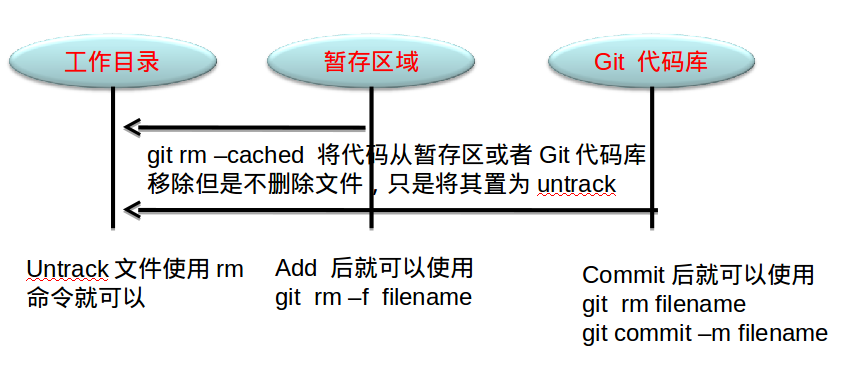 工作目录
暂存区域
Git 代码库
git rm –cached 将代码从暂存区或者 Git 代码库
移除但是不删除文件，只是将其置为 untrack
Untrack 文件使用 rm
命令就可以
Add 后就可以使用
git rm –f filename
Commit 后就可以使用
git rm filename
git commit –m filename